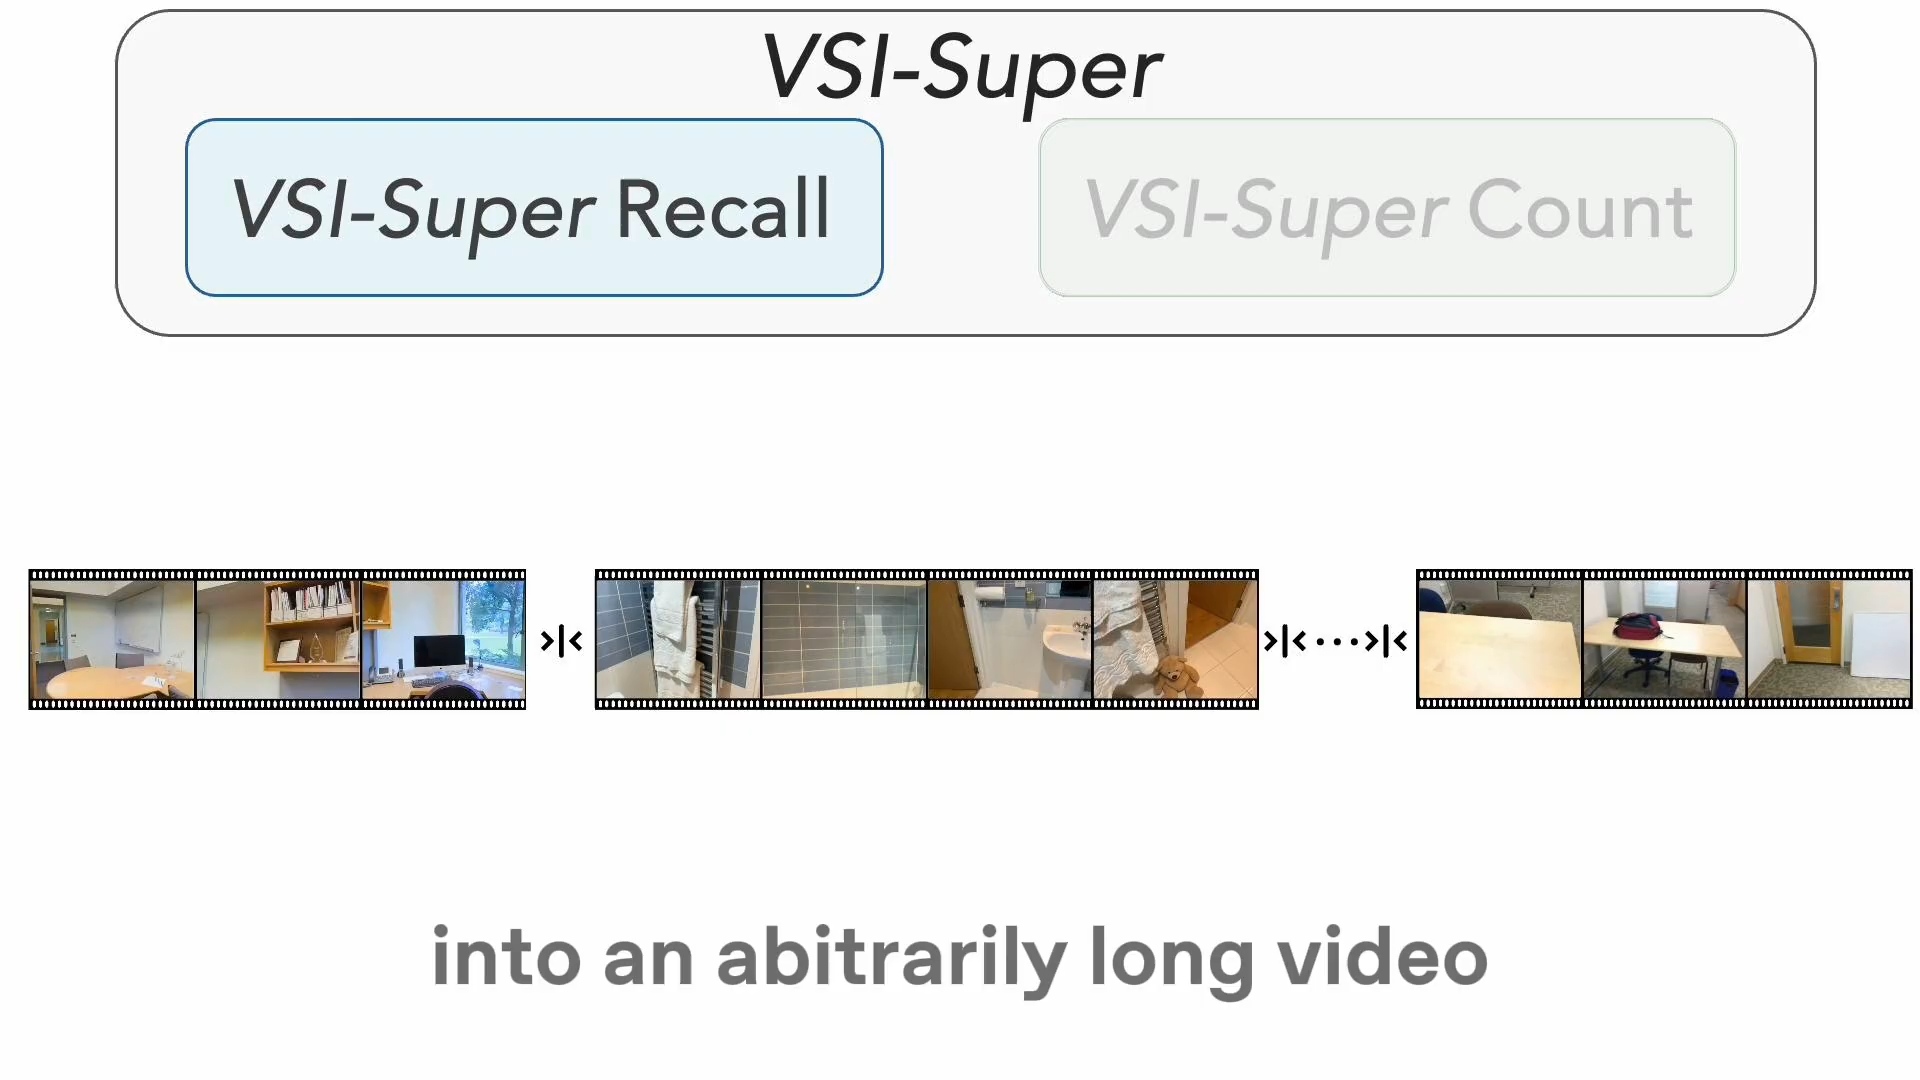 VSI-Super
VSI-Super Recall
VSI-Super Count
into an abitrarily long video